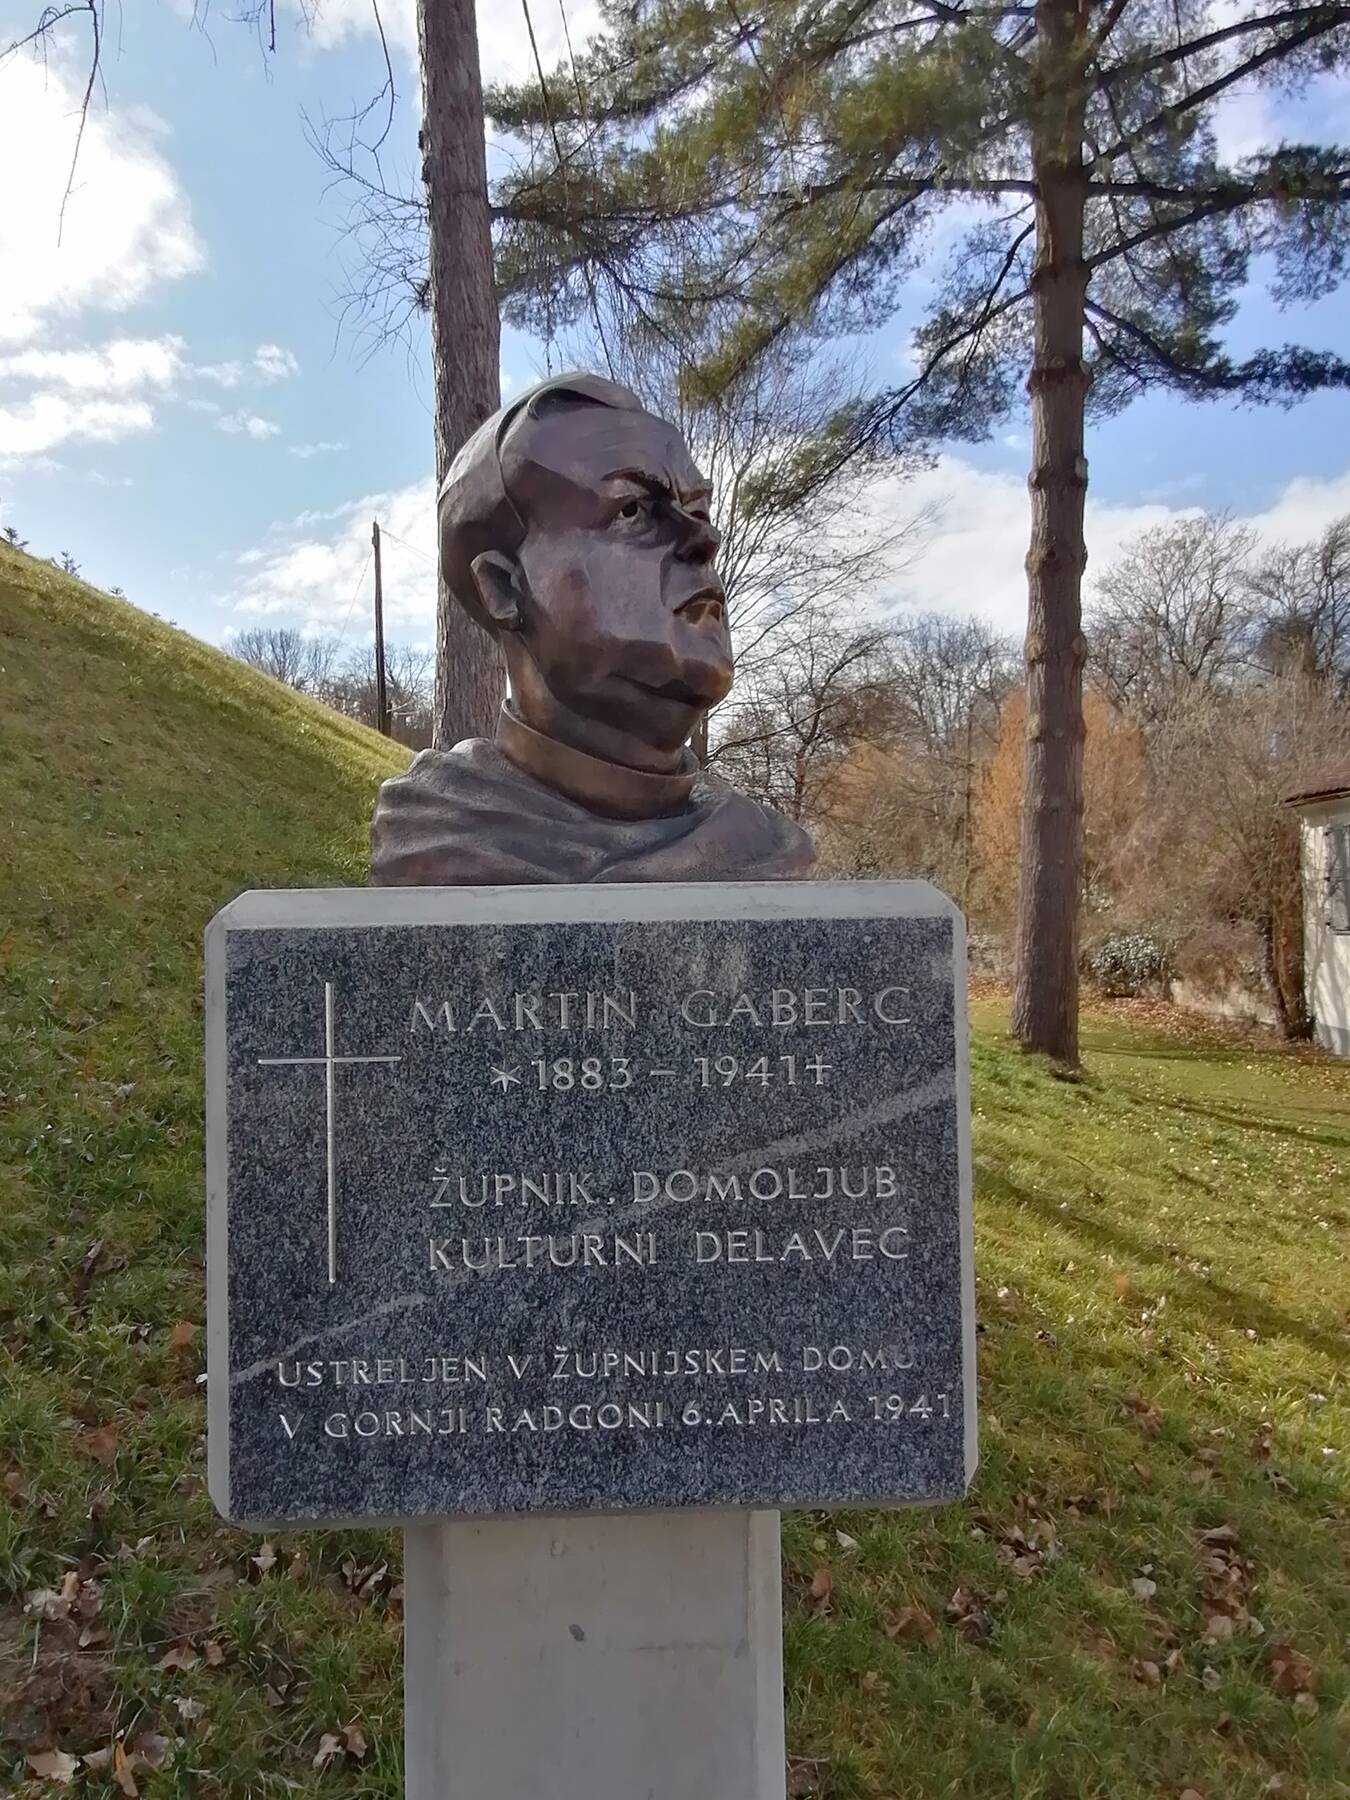 MARTIN GABERC
*1883 – 1941+
ŽUPNIK, DOMOLJUB
KULTURNI DELAVEC
USTRELJEN V ŽUPNIJSKEM DOMU
V GORNJI RADGONI 6. APRILA 1941